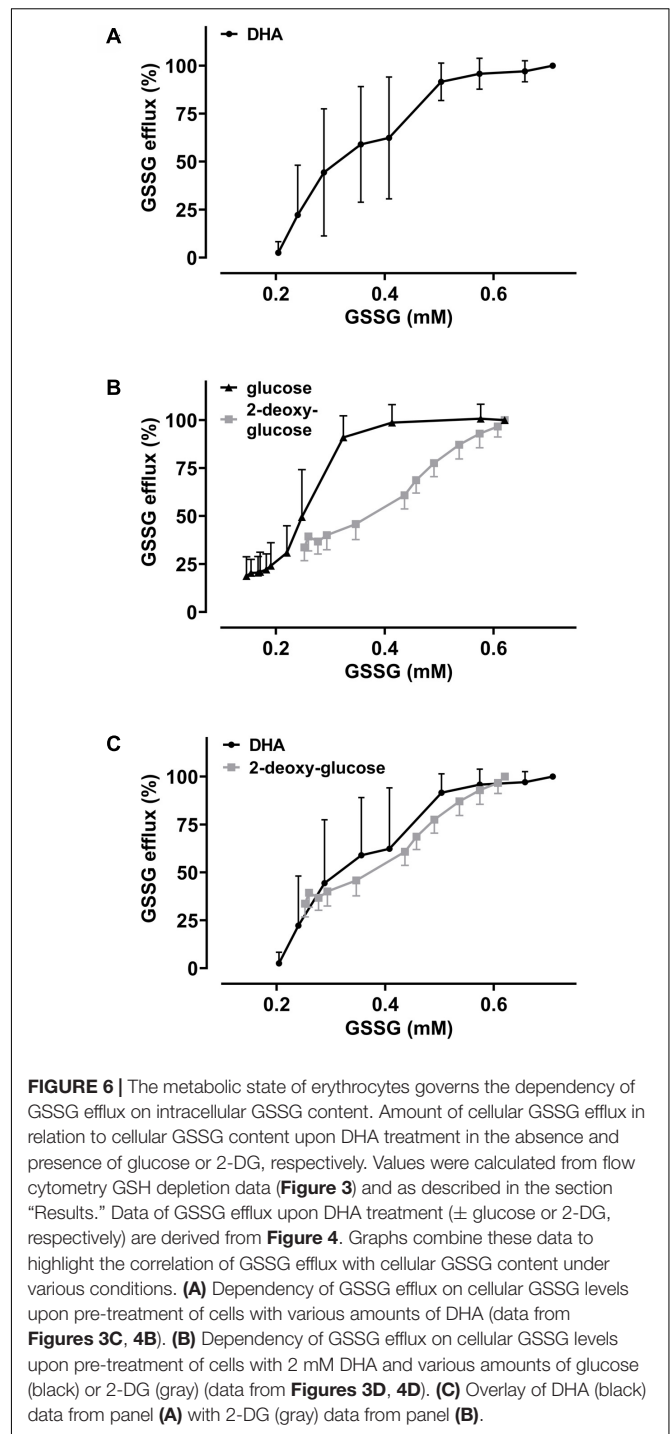 A
DHA
100
75
50
25
0
GSSG efflux (%)
0.2 0.4 0.6
GSSG (mM)
B
glucose
2-deoxy-
glucose
100
75
50
25
0
GSSG efflux (%)
0.2 0.4 0.6
GSSG (mM)
C
DHA
2-deoxy-glucose
100
75
50
25
0
GSSG efflux (%)
0.2 0.4 0.6
GSSG (mM)
FIGURE 6 | The metabolic state of erythrocytes governs the dependency of
GSSG efflux on intracellular GSSG content. Amount of cellular GSSG efflux in
relation to cellular GSSG content upon DHA treatment in the absence and
presence of glucose or 2-DG, respectively. Values were calculated from flow
cytometry GSH depletion data (Figure 3) and as described in the section
“Results.” Data of GSSG efflux upon DHA treatment (± glucose or 2-DG,
respectively) are derived from Figure 4. Graphs combine these data to
highlight the correlation of GSSG efflux with cellular GSSG content under
various conditions. (A) Dependency of GSSG efflux on cellular GSSG levels
upon pre-treatment of cells with various amounts of DHA (data from
Figures 3C, 4B). (B) Dependency of GSSG efflux on cellular GSSG levels
upon pre-treatment of cells with 2 mM DHA and various amounts of glucose
(black) or 2-DG (gray) (data from Figures 3D, 4D). (C) Overlay of DHA (black)
data from panel (A) with 2-DG (gray) data from panel (B).